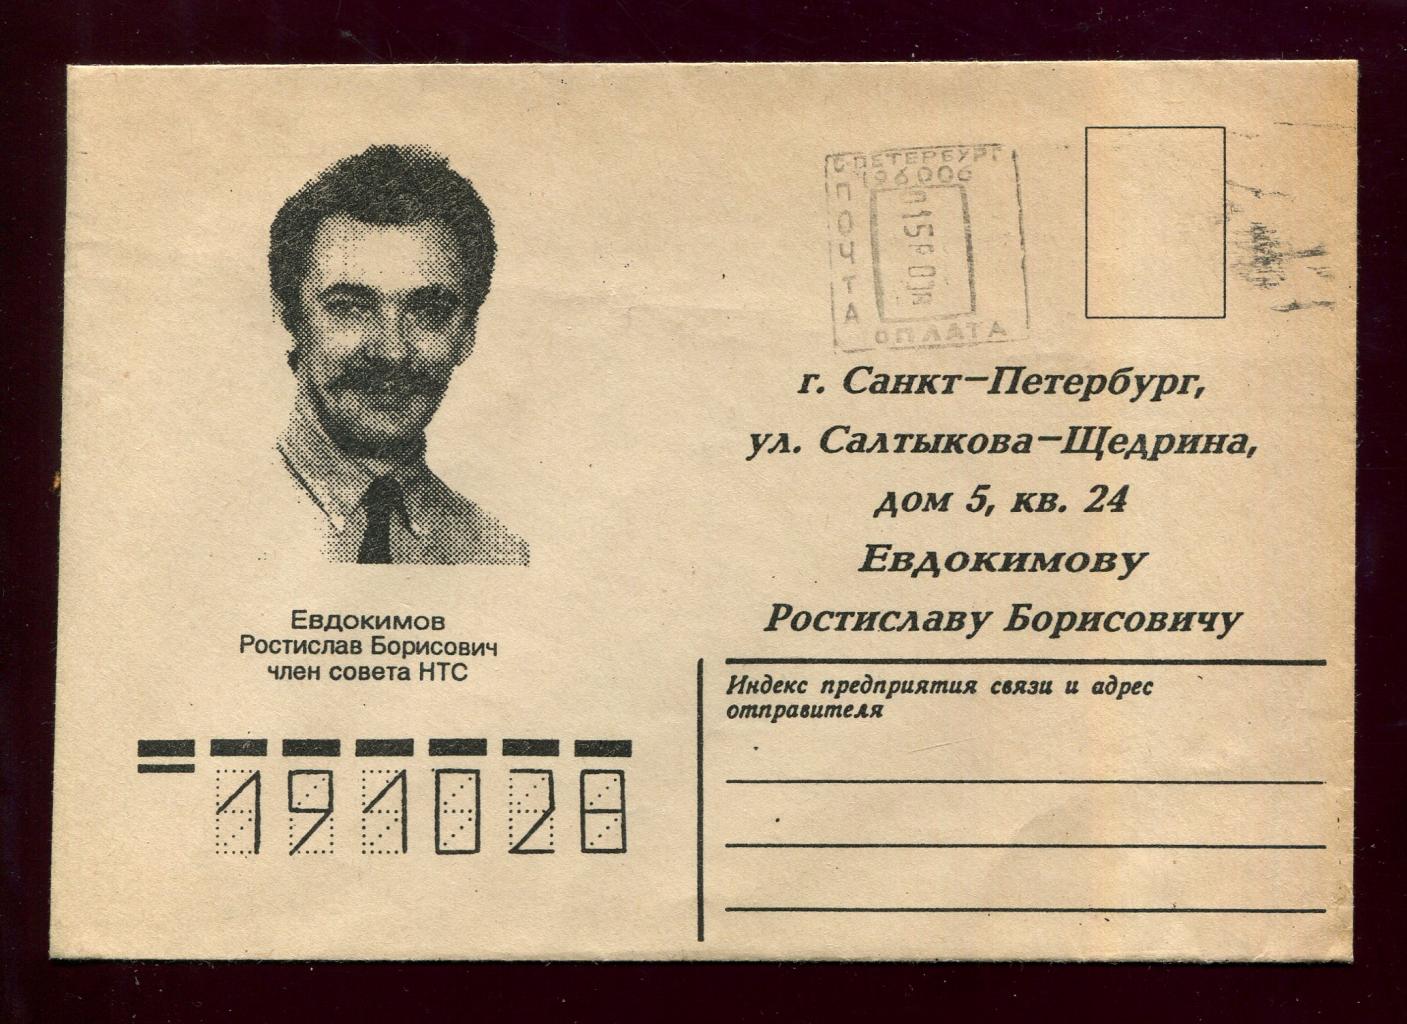 С-ПЕТЕРБУРГ
196006
ПОЧТА
ОПЛАТА
г. Санкт-Петербург,
ул. Салтыкова-Щедрина,
дом 5, кв. 24
Евдокимову
Ростиславу Борисовичу
Евдокимов
Ростислав Борисович
член совета НТС
191028
Индекс предприятия связи и адрес
отправителя